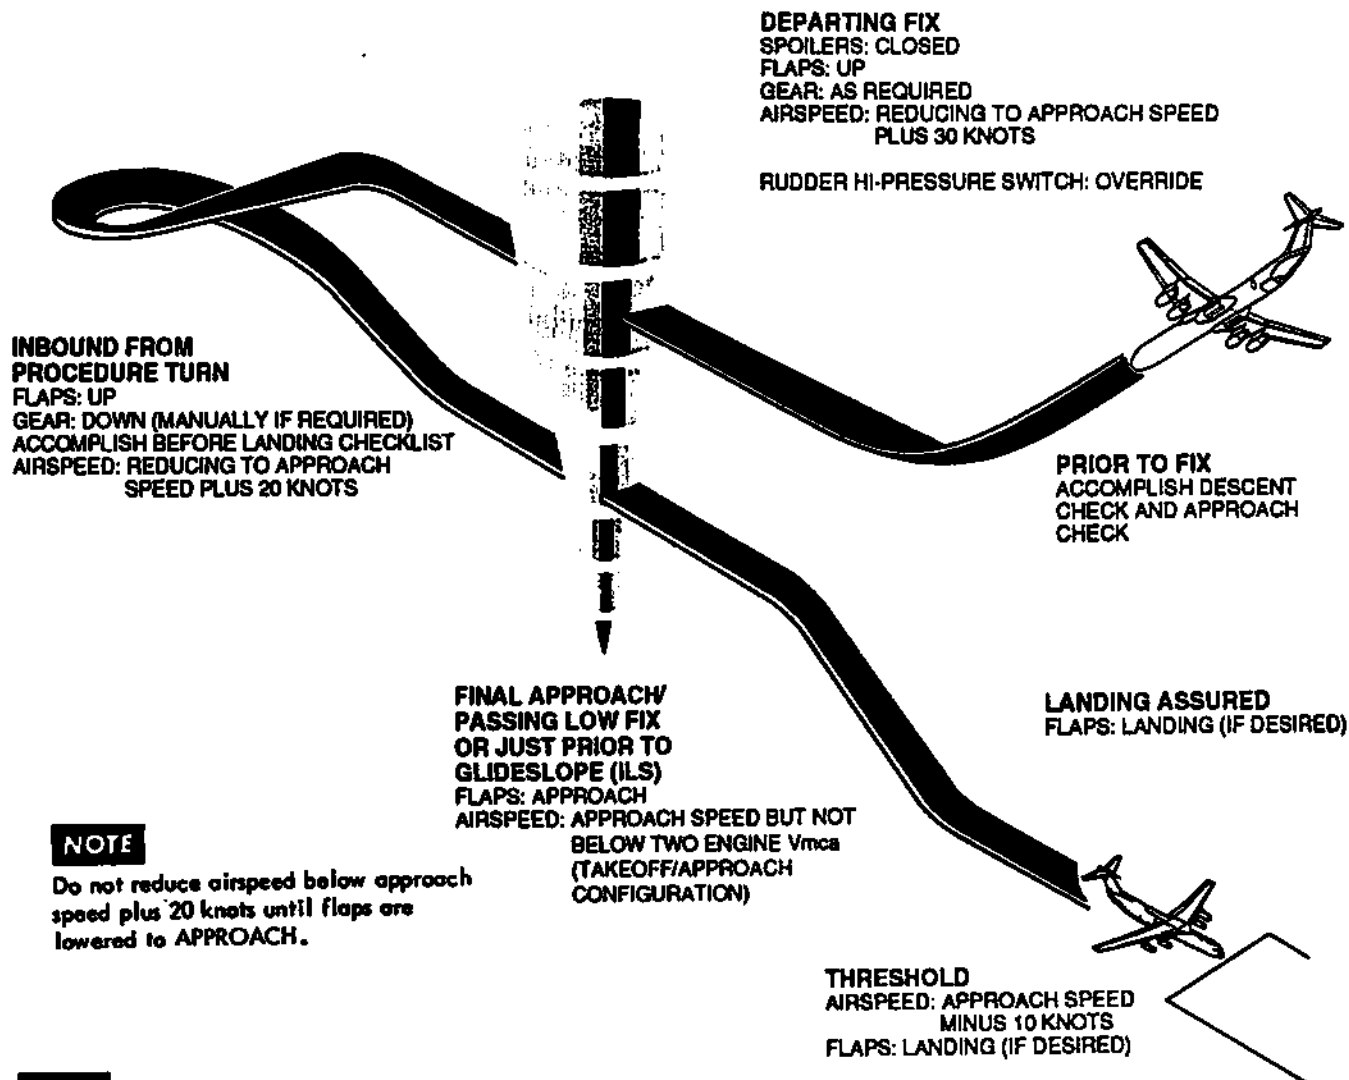 DEPARTING FIX
SPOILERS: CLOSED
FLAPS: UP
GEAR: AS REQUIRED
AIRSPEED: REDUCING TO APPROACH SPEED
PLUS 30 KNOTS
RUDDER HI-PRESSURE SWITCH: OVERRIDE
INBOUND FROM
PROCEDURE TURN
FLAPS: UP
GEAR: DOWN (MANUALLY IF REQUIRED)
ACCOMPLISH BEFORE LANDING CHECKLIST
AIRSPEED: REDUCING TO APPROACH
SPEED PLUS 20 KNOTS
PRIOR TO FIX
ACCOMPLISH DESCENT
CHECK AND APPROACH
CHECK
FINAL APPROACH/
PASSING LOW FIX
OR JUST PRIOR TO
GLIDESLOPE (ILS)
FLAPS: APPROACH
AIRSPEED: APPROACH SPEED BUT NOT
BELOW TWO ENGINE Vmca
(TAKEOFF/APPROACH
CONFIGURATION)
LANDING ASSURED
FLAPS: LANDING (IF DESIRED)
NOTE
Do not reduce airspeed below approach
speed plus 20 knots until flaps are
lowered to APPROACH.
THRESHOLD
AIRSPEED: APPROACH SPEED
MINUS 10 KNOTS
FLAPS: LANDING (IF DESIRED)